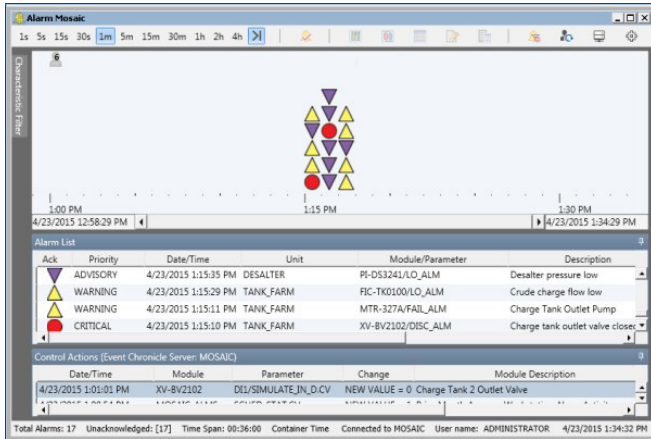 Alarm Mosaic
1s 5s 15s 30s 1m 5m 15m 30m 1h 2h 4h
Characteristic Filter
6
1:00 PM 1:15 PM 1:30 PM
4/23/2015 12:58:29 PM 4/23/2015 1:34:29 PM
Alarm List
Ack Priority Date/Time Unit Module/Parameter Description
ADVISORY 4/23/2015 1:15:35 PM DESALTER PI-DS3241/LO_ALM Desalter pressure low
WARNING 4/23/2015 1:15:29 PM TANK_FARM FIC-TK0100/LO_ALM Crude charge flow low
WARNING 4/23/2015 1:15:11 PM TANK_FARM MTR-327A/FAIL_ALM Charge Tank Outlet Pump
CRITICAL 4/23/2015 1:15:10 PM TANK_FARM XV-BV2102/DISC_ALM Charge tank outlet valve closed
Control Actions (Event Chronicle Server: MOSAIC)
Date/Time Module Parameter Change Module Description
4/23/2015 1:01:01 PM XV-BV2102 DI1/SIMULATE_IN_D.CV NEW VALUE = 0 Charge Tank 2 Outlet Valve
Total Alarms: 17 Unacknowledged: [17] Time Span: 00:36:00 Container Time Connected to MOSAIC User name: ADMINISTRATOR 4/23/2015 1:34:32 PM